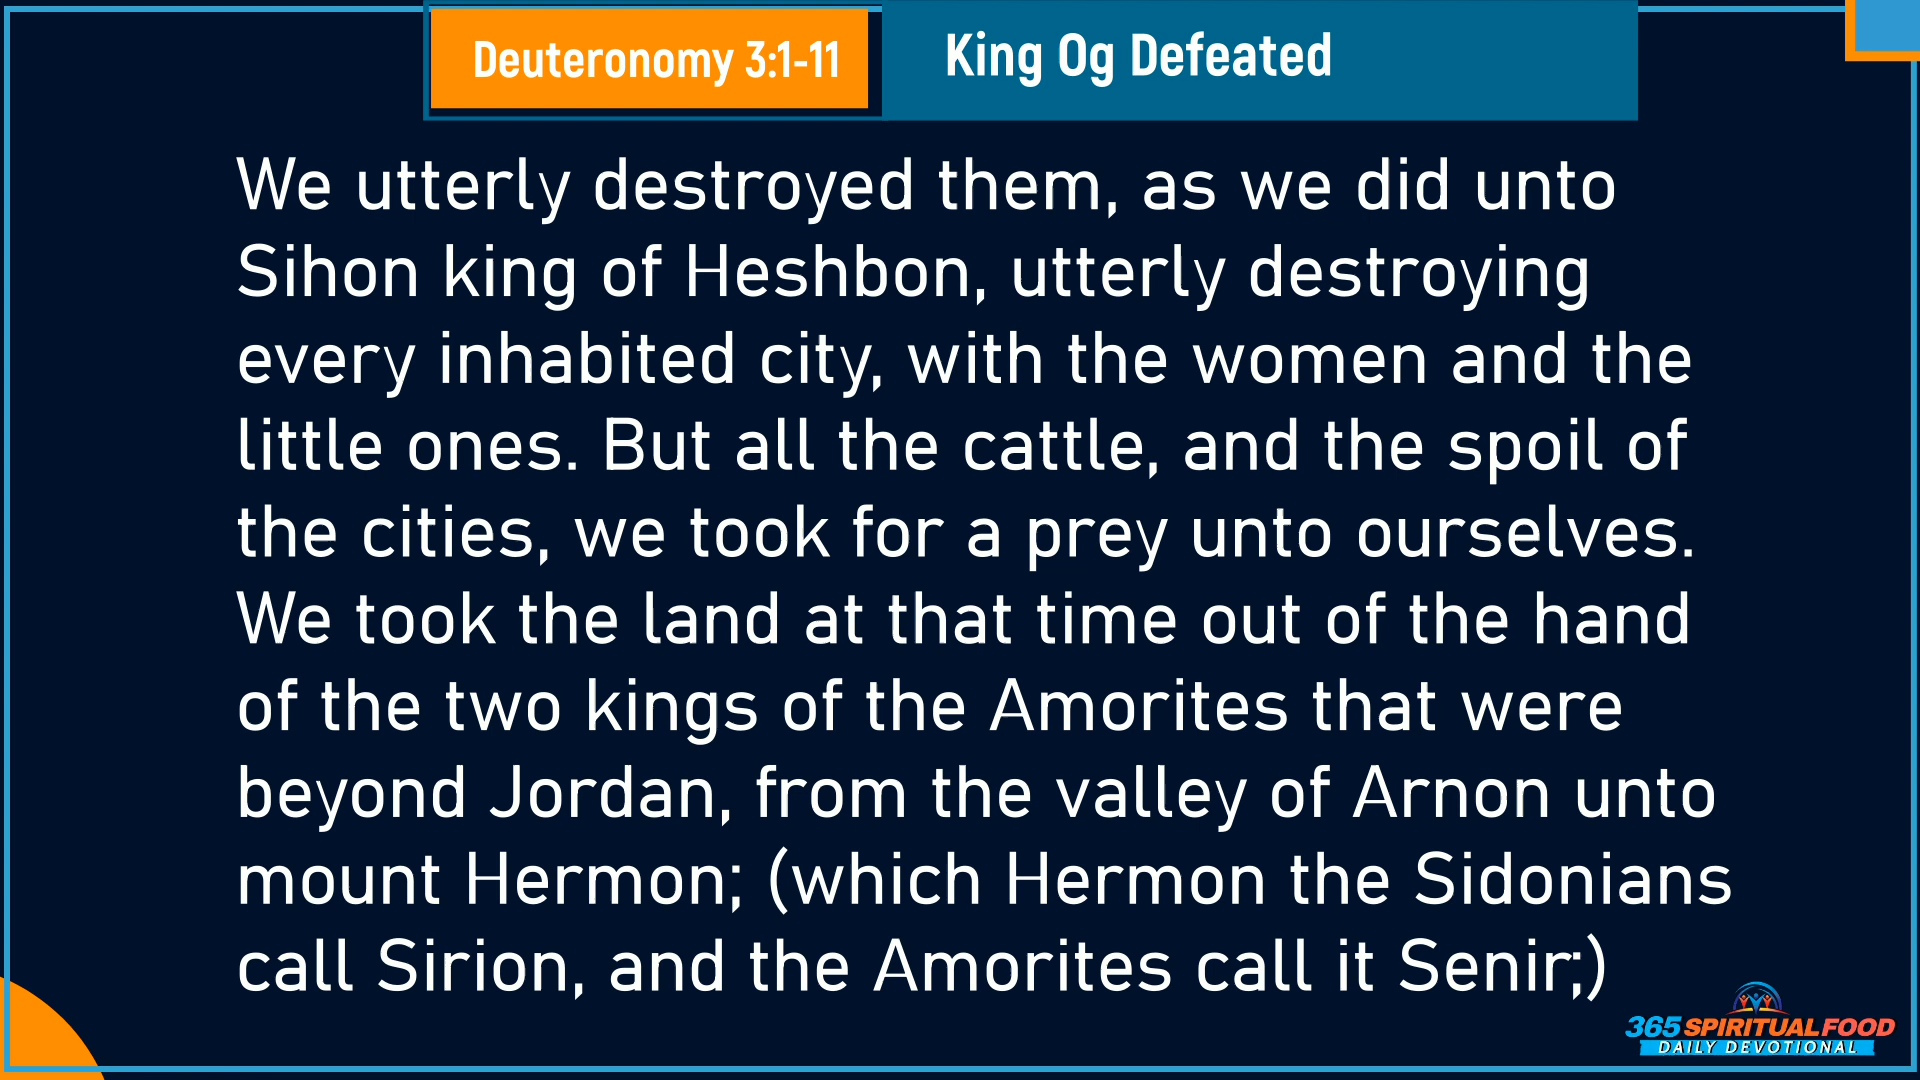 Deuteronomy 3:1-11
King Og Defeated
We utterly destroyed them, as we did unto
Sihon king of Heshbon, utterly destroying
every inhabited city, with the women and the
little ones. But all the cattle, and the spoil of
the cities, we took for a prey unto ourselves.
We took the land at that time out of the hand
of the two kings of the Amorites that were
beyond Jordan, from the valley of Arnon unto
mount Hermon; (which Hermon the Sidonians
call Sirion, and the Amorites call it Senir;)
365 SPIRITUAL FOOD
DAILY DEVOTIONAL